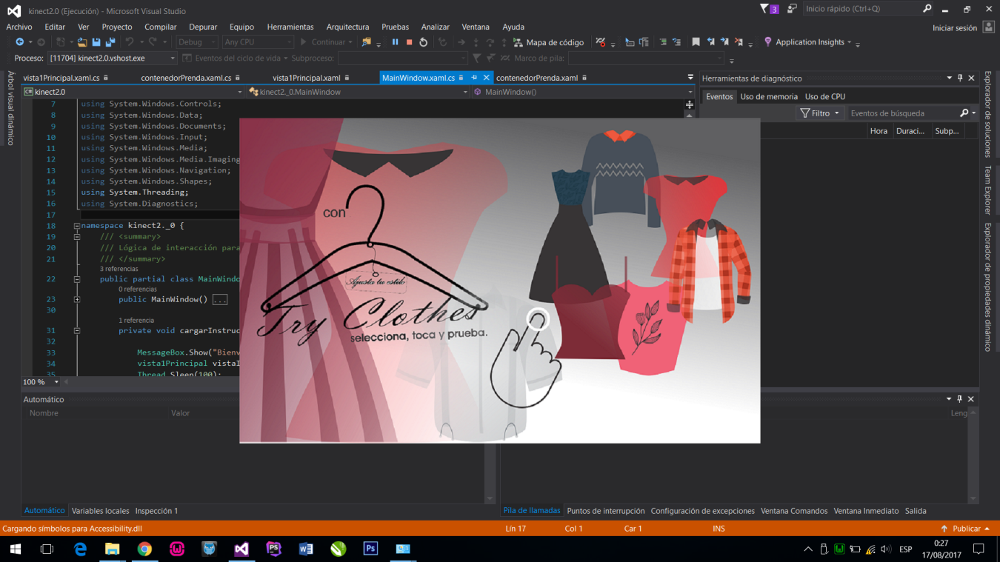 kinect2.0 (Ejecución) - Microsoft Visual Studio
3
Inicio rápido (Ctrl+Q)
Archivo Editar Ver Proyecto Compilar Depurar Equipo Herramientas Arquitectura Pruebas Analizar Ventana Ayuda
Iniciar sesión
Debug Any CPU Continuar Mapa de código Application Insights
Proceso: [11704] kinect2.0.vshost.exe Eventos del ciclo de vida Subproceso: Marco de pila:
Árbol visual dinámico
vista1Principal.xaml.cs contenedorPrenda.xaml.cs vista1Principal.xaml MainWindow.xaml.cs contenedorPrenda.xaml
kinect2.0 kinect2._0.MainWindow MainWindow()
7 using System.Windows.Controls;
8 using System.Windows.Data;
9 using System.Windows.Documents;
10 using System.Windows.Input;
11 using System.Windows.Media;
12 using System.Windows.Media.Imaging
13 using System.Windows.Navigation;
14 using System.Windows.Shapes;
15 using System.Threading;
16 using System.Diagnostics;
17
18 namespace kinect2._0 {
19 /// <summary>
20 /// Lógica de interacción para
21 /// </summary>
3 referencias
22 public partial class MainWindo
0 referencias
23 public MainWindow() ...
30
1 referencia
31 private void cargarInstruc
32
33 MessageBox.Show("Bienv
34 vista1Principal vista1
35 Thread.Sleep(100);
100 %
con
Ajusta tu estilo
Try Clothes
selecciona, toca y prueba.
Herramientas de diagnóstico
Eventos Uso de memoria Uso de CPU
Filtro Eventos de búsqueda
Hora Duraci... Subp...
Explorador de soluciones
Team Explorer
Explorador de propiedades dinámico
Automático
Nombre Valor
Leng
Automático Variables locales Inspección 1
Pila de llamadas Puntos de interrupción Configuración de excepciones Ventana Comandos Ventana Inmediato Salida
Cargando símbolos para Accessibility.dll
Lín 17 Col 1 Car 1 INS
Publicar
PS
Ps
ESP
0:27
17/08/2017